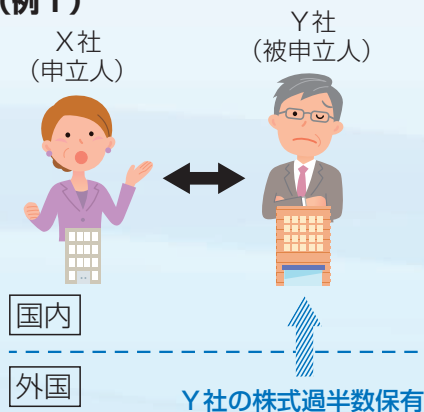 (例1)
X社
（申立人）
Y社
（被申立人）
国内
外国
Y社の株式過半数保有